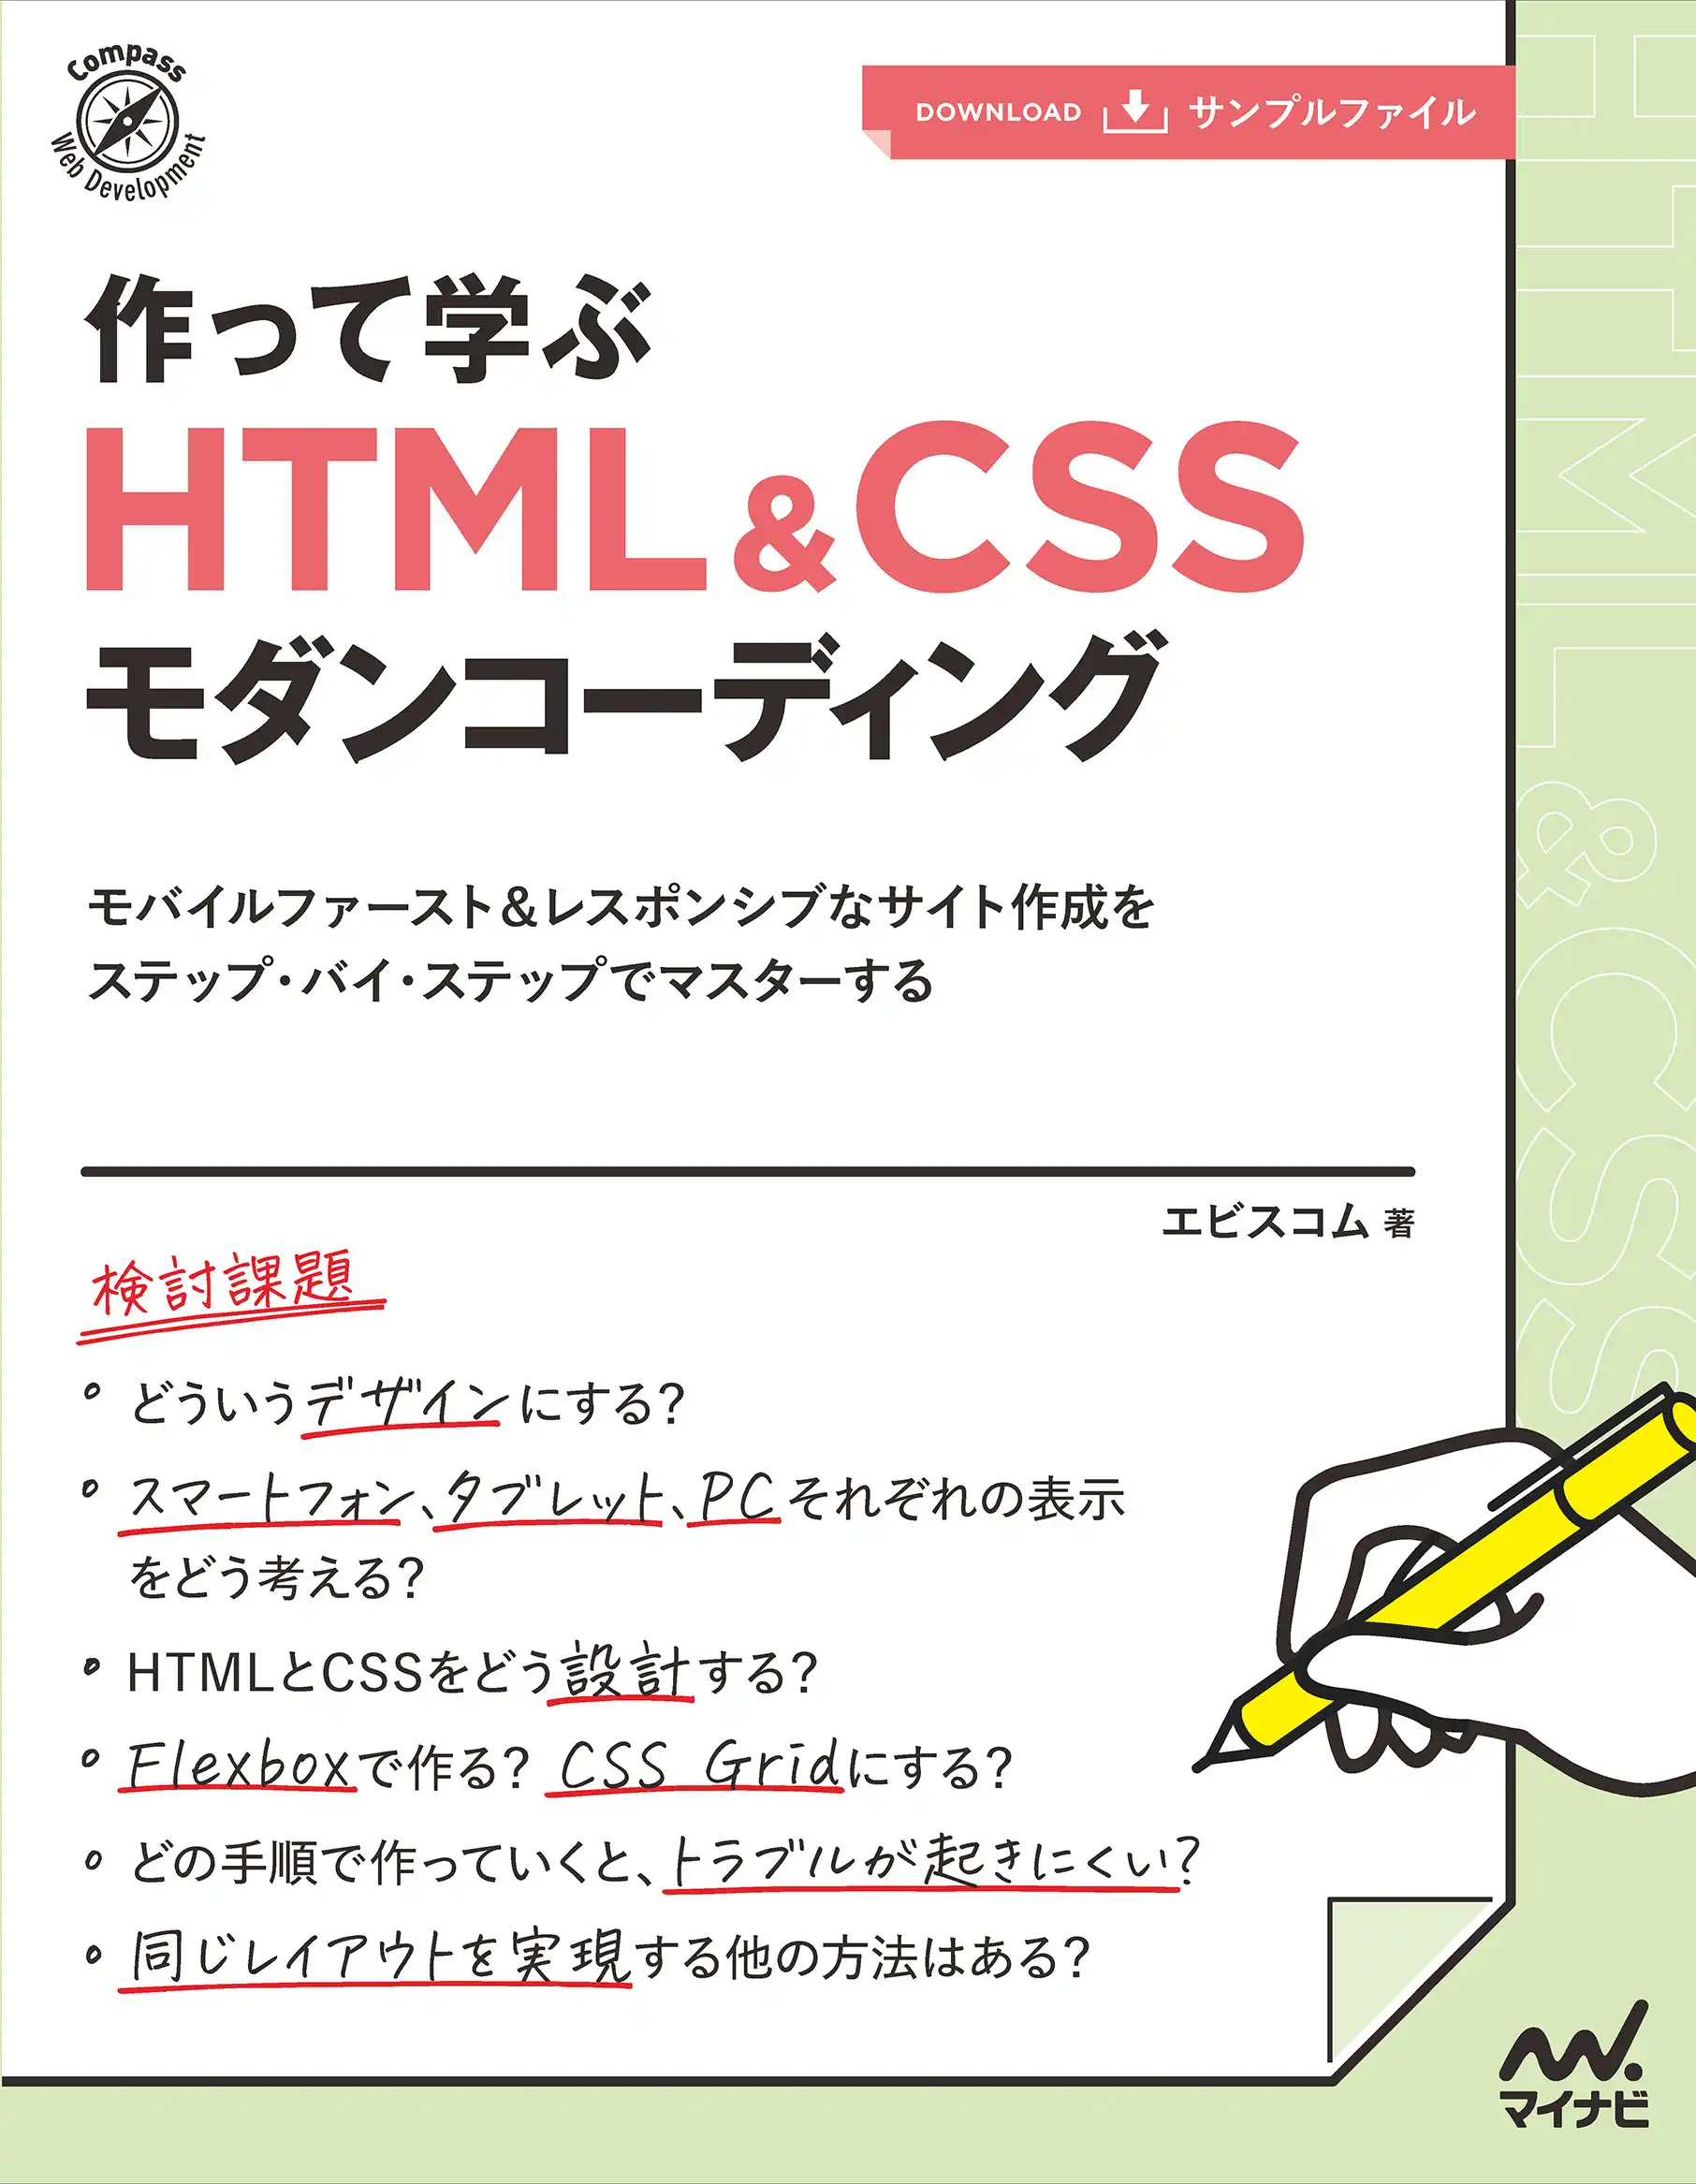 Compass
Web Development
DOWNLOAD サンプルファイル
作って学ぶ
HTML&CSS
モダンコーディング
モバイルファースト&レスポンシブなサイト作成を
ステップ・バイ・ステップでマスターする
エビスコム 著
検討課題
どういうデザインにする?
スマートフォン、タブレット、PCそれぞれの表示
をどう考える?
HTMLとCSSをどう設計する?
Flexboxで作る? CSS Gridにする?
どの手順で作っていくと、トラブルが起きにくい?
同じレイアウトを実現する他の方法はある?
HTML&CSS
マイナビ